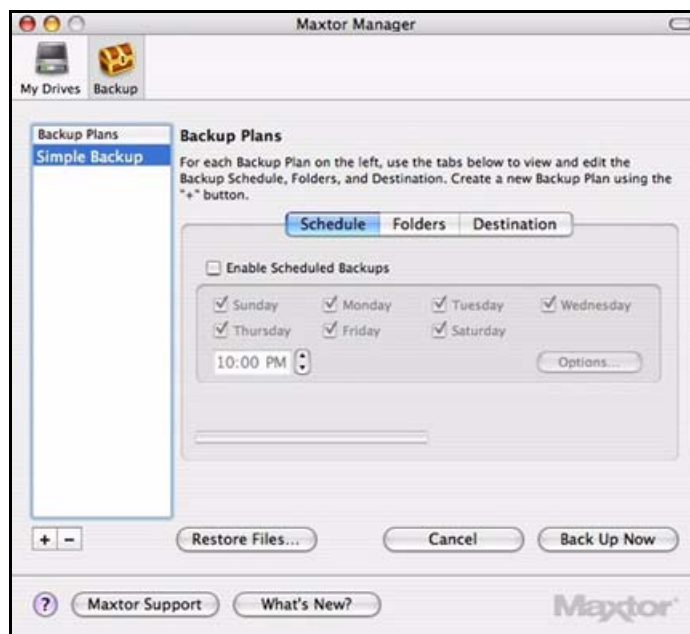 Maxtor Manager
My Drives Backup
Backup Plans
Simple Backup
Backup Plans
For each Backup Plan on the left, use the tabs below to view and edit the
Backup Schedule, Folders, and Destination. Create a new Backup Plan using the
"+" button.
Schedule Folders Destination
Enable Scheduled Backups
Sunday Monday Tuesday Wednesday
Thursday Friday Saturday
10:00 PM Options...
+ −
Restore Files... Cancel Back Up Now
? Maxtor Support What's New? Maxtor